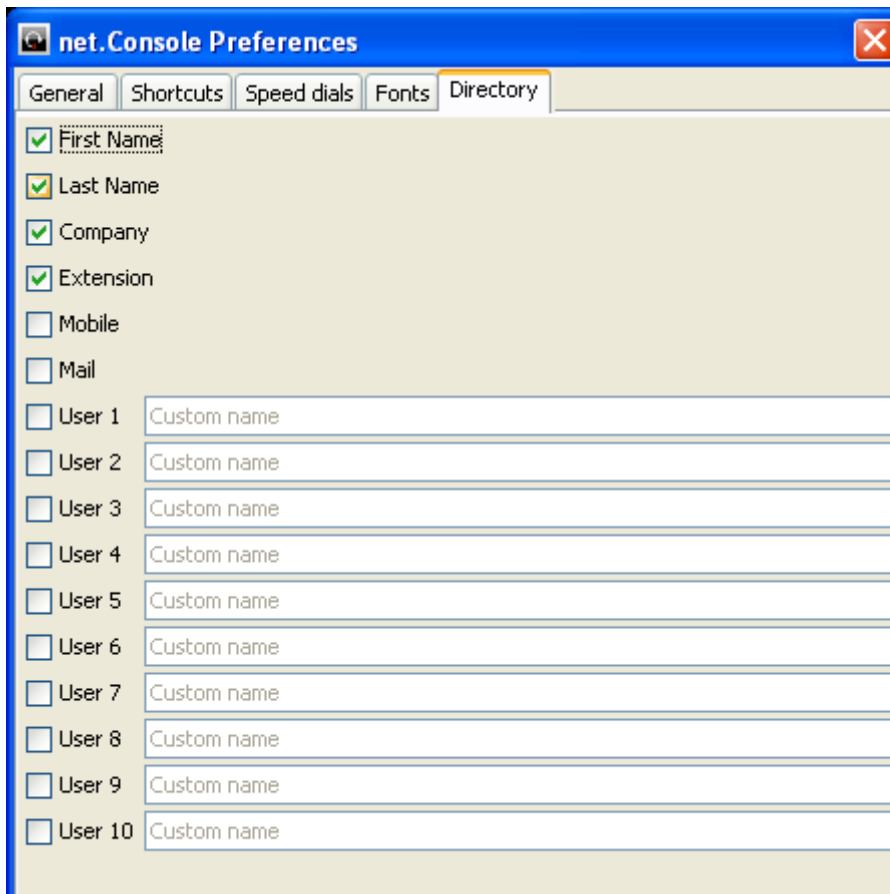 net.Console Preferences
General Shortcuts Speed dials Fonts Directory
First Name
Last Name
Company
Extension
Mobile
Mail
User 1 Custom name
User 2 Custom name
User 3 Custom name
User 4 Custom name
User 5 Custom name
User 6 Custom name
User 7 Custom name
User 8 Custom name
User 9 Custom name
User 10 Custom name